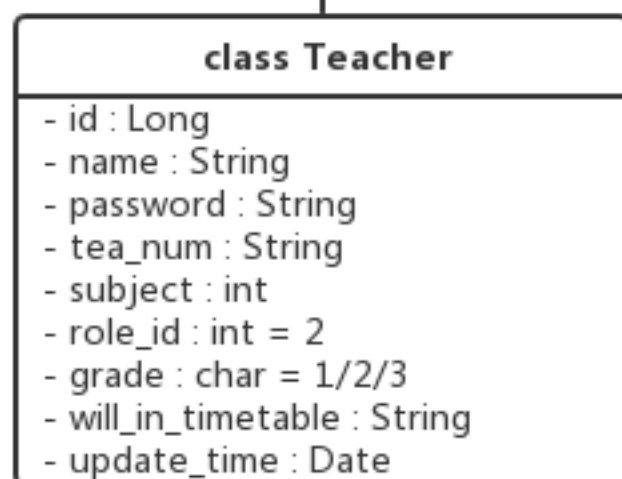 class Teacher
- id : Long
- name : String
- password : String
- tea_num : String
- subject : int
- role_id : int = 2
- grade : char = 1/2/3
- will_in_timetable : String
- update_time : Date